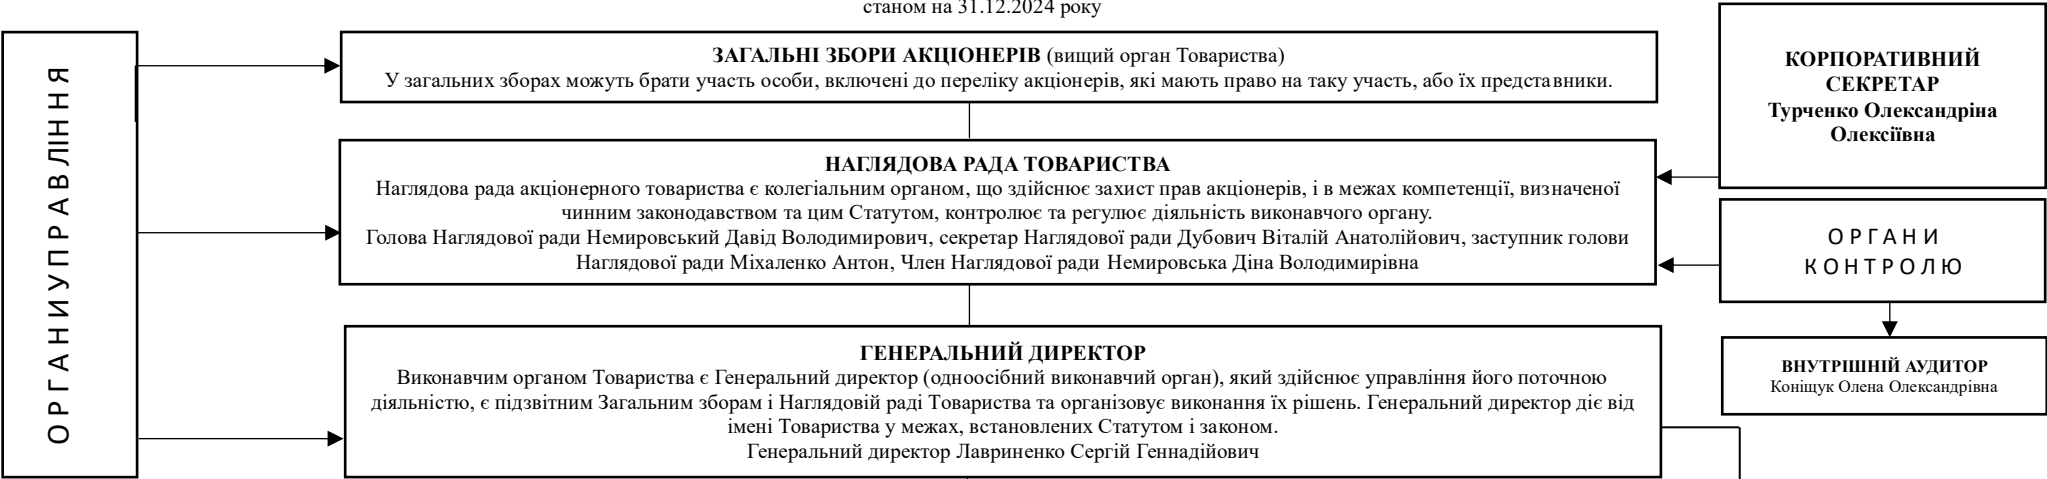 станом на 31.12.2024 року
О Р Г А Н И У П Р А В Л І Н Н Я
ЗАГАЛЬНІ ЗБОРИ АКЦІОНЕРІВ (вищий орган Товариства)
У загальних зборах можуть брати участь особи, включені до переліку акціонерів, які мають право на таку участь, або їх представники.
НАГЛЯДОВА РАДА ТОВАРИСТВА
Наглядова рада акціонерного товариства є колегіальним органом, що здійснює захист прав акціонерів, і в межах компетенції, визначеної
чинним законодавством та цим Статутом, контролює та регулює діяльність виконавчого органу.
Голова Наглядової ради Немировський Давід Володимирович, секретар Наглядової ради Дубович Віталій Анатолійович, заступник голови
Наглядової ради Міхаленко Антон, Член Наглядової ради Немировська Діна Володимирівна
ГЕНЕРАЛЬНИЙ ДИРЕКТОР
Виконавчим органом Товариства є Генеральний директор (одноосібний виконавчий орган), який здійснює управління його поточною
діяльністю, є підзвітним Загальним зборам і Наглядовій раді Товариства та організовує виконання їх рішень. Генеральний директор діє від
імені Товариства у межах, встановлених Статутом і законом.
Генеральний директор Лавриненко Сергій Геннадійович
КОРПОРАТИВНИЙ
СЕКРЕТАР
Турченко Олександріна
Олексіївна
О Р Г А Н И
К О Н Т Р О Л Ю
ВНУТРІШНІЙ АУДИТОР
Коніщук Олена Олександрівна